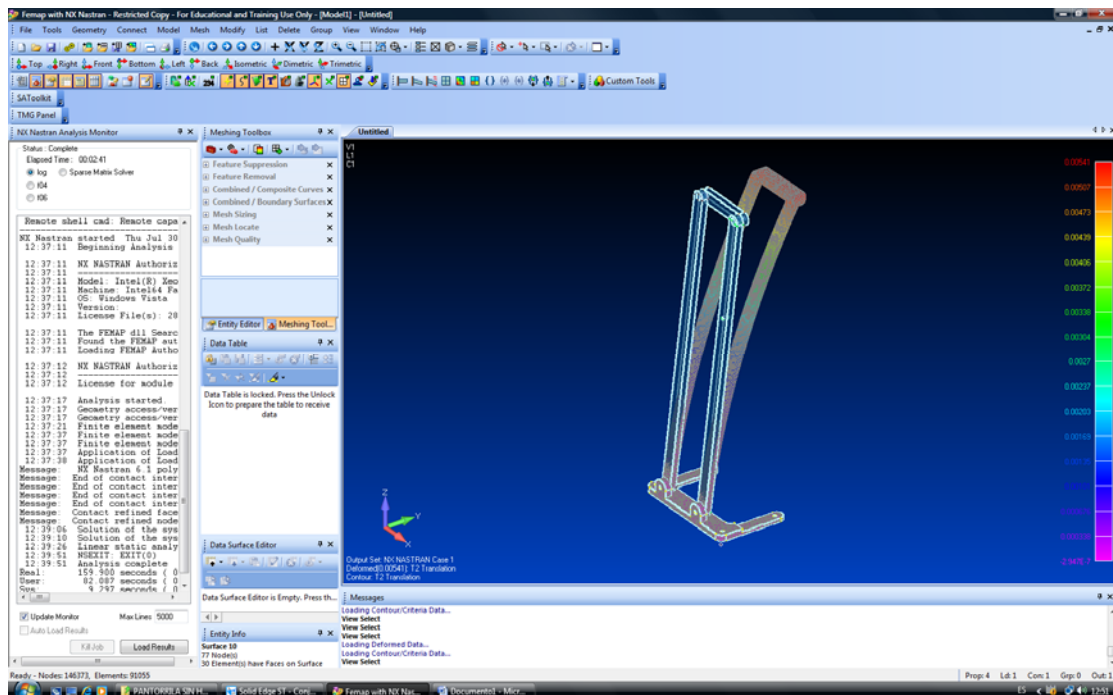 Femap with NX Nastran - Restricted Copy - For Educational and Training Use Only - [Model1] - [Untitled]
File Tools Geometry Connect Model Mesh Modify List Delete Group View Window Help
Top Right Front Bottom Left Back Isometric Dimetric Trimetric
Custom Tools
SAToolkit
TMG Panel
NX Nastran Analysis Monitor
Status : Complete
Elapsed Time : 00:02:41
log Sparse Matrix Solver
f04
f06
Remote shell cmd: Remote capa
NX Nastran started Thu Jul 30
12:37:11 Beginning Analysis
12:37:11 NX NASTRAN Authoriz
12:37:11 --------------------
12:37:11 Model: Intel(R) Xeo
12:37:11 Machine: Intel64 Fa
12:37:11 OS: Windows Vista
12:37:11 Version:
12:37:11 License File(s): 28
12:37:11 The FEMAP dll Searc
12:37:11 Found the FEMAP aut
12:37:11 Loading FEMAP Autho
12:37:12 NX NASTRAN Authoriz
12:37:12 --------------------
12:37:12 License for module
12:37:17 Analysis started.
12:37:17 Geometry access/ver
12:37:17 Geometry access/ver
12:37:21 Finite element mode
12:37:37 Finite element mode
12:37:37 Finite element mode
12:37:37 Application of Load
12:37:38 Application of Load
Message: NX Nastran 6.1 poly
Message: End of contact inter
Message: End of contact inter
Message: End of contact inter
Message: End of contact inter
Message: Contact refined face
Message: Contact refined node
12:39:06 Solution of the sys
12:39:10 Solution of the sys
12:39:26 Linear static analy
12:39:51 NSEXIT: EXIT(0)
12:39:51 Analysis complete
Real: 159.900 seconds ( 0
User: 82.087 seconds ( 0
Sys: 9.297 seconds ( 0
Update Monitor Max Lines 5000
Auto Load Results
Kill Job Load Results
Meshing Toolbox
Feature Suppression
Feature Removal
Combined / Composite Curves
Combined / Boundary Surfaces
Mesh Sizing
Mesh Locate
Mesh Quality
Entity Editor Meshing Tool...
Data Table
Data Table is locked. Press the Unlock
Icon to prepare the table to receive
data
Data Surface Editor
Data Surface Editor is Empty. Press th...
Entity Info
Surface 10
77 Node(s)
30 Element(s) have Faces on Surface
Untitled
V1
L1
C1
0.00541
0.00507
0.00473
0.00439
0.00405
0.00372
0.00338
0.00304
0.0027
0.00237
0.00203
0.00169
Z
Y
X
Output Set: NX NASTRAN Case 1
Deformed(0.00541): T2 Translation
Contour: T2 Translation
Messages
Loading Contour/Criteria Data...
View Select
View Select
View Select
Loading Deformed Data...
Loading Contour/Criteria Data...
View Select
Ready - Nodes: 146373, Elements: 91055
Prop: 4 Ld: 1 Con: 1 Grp: 0 Out: 1
PANTORRILA SIN H...
Solid Edge ST - Conj...
Femap with NX Nas...
Documento1 - Micr...
ES